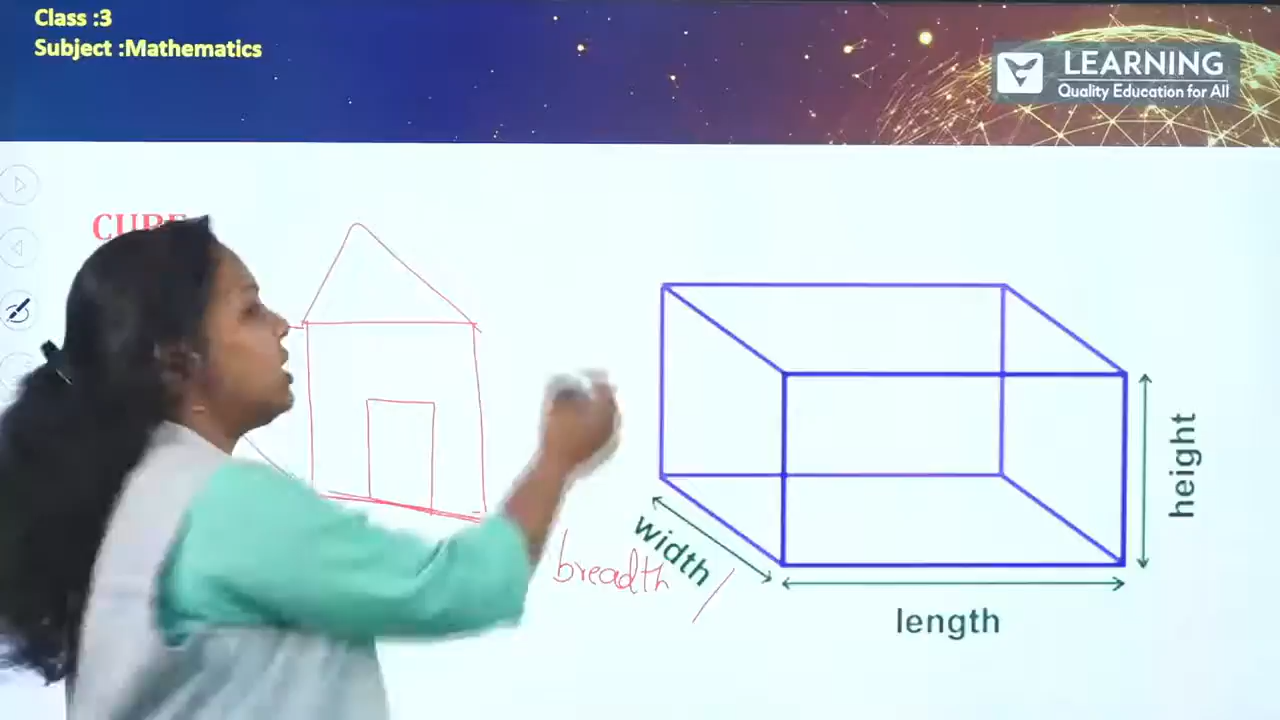 Class :3
Subject :Mathematics
LEARNING
Quality Education for All
height
width
breadth /
length